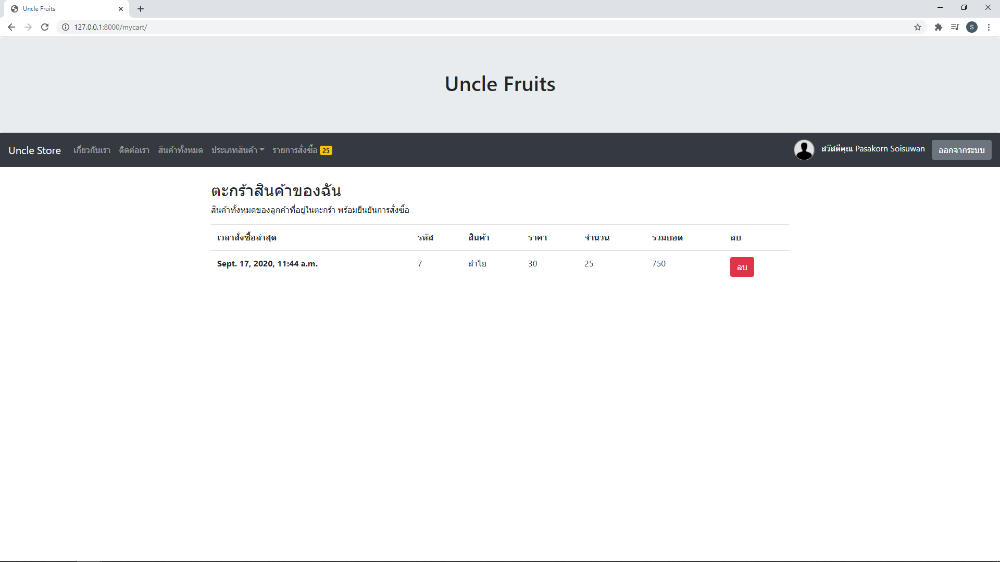 Uncle Fruits
127.0.0.1:8000/mycart/
S
Uncle Fruits
Uncle Store เกี่ยวกับเรา ติดต่อเรา สินค้าทั้งหมด ประเภทสินค้า รายการสั่งซื้อ 25 สวัสดีคุณ Pasakorn Soisuwan ออกจากระบบ
ตะกร้าสินค้าของฉัน
สินค้าทั้งหมดของลูกค้าที่อยู่ในตะกร้า พร้อมยืนยันการสั่งซื้อ
เวลาสั่งซื้อล่าสุด รหัส สินค้า ราคา จำนวน รวมยอด ลบ
Sept. 17, 2020, 11:44 a.m. 7 ลำไย 30 25 750 ลบ